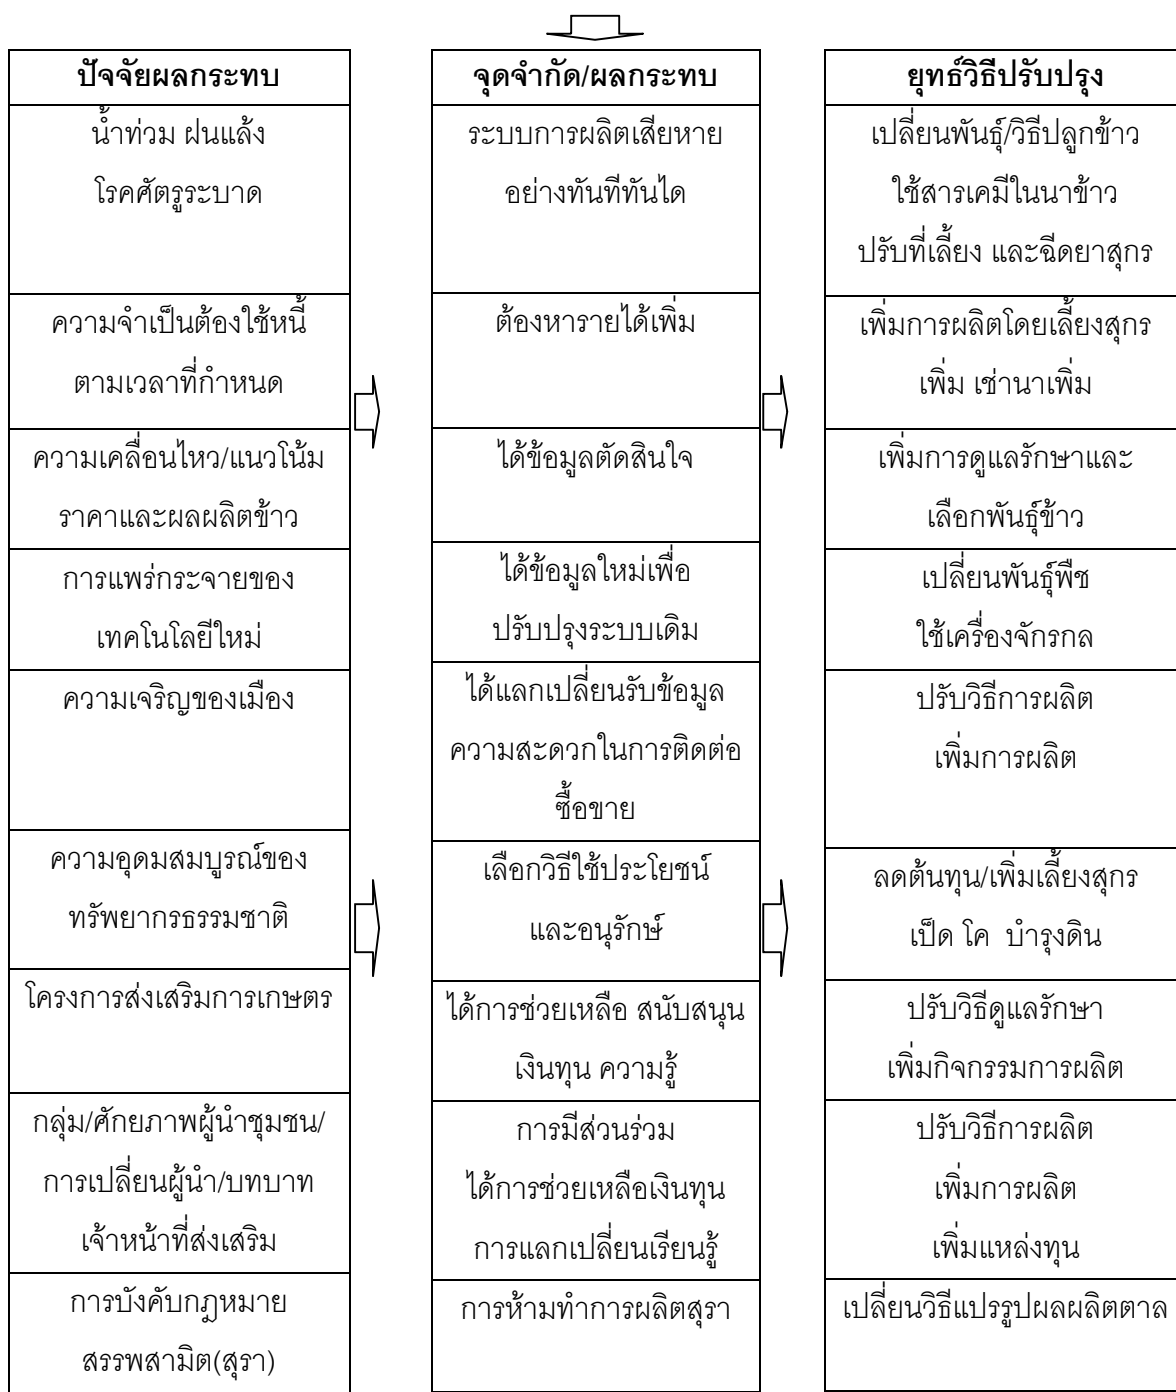 ปัจจัยผลกระทบ
น้ำท่วม ฝนแล้ง
โรคศัตรูระบาด
ความจำเป็นต้องใช้หนี้
ตามเวลาที่กำหนด
ความเคลื่อนไหว/แนวโน้ม
ราคาและผลผลิตข้าว
การแพร่กระจายของ
เทคโนโลยีใหม่
ความเจริญของเมือง
ความอุดมสมบูรณ์ของ
ทรัพยากรธรรมชาติ
โครงการส่งเสริมการเกษตร
กลุ่ม/ศักยภาพผู้นำชุมชน/
การเปลี่ยนผู้นำ/บทบาท
เจ้าหน้าที่ส่งเสริม
การบังคับกฎหมาย
สรรพสามิต(สุรา)
จุดจำกัด/ผลกระทบ
ระบบการผลิตเสียหาย
อย่างทันทีทันได
ต้องหารายได้เพิ่ม
ได้ข้อมูลตัดสินใจ
ได้ข้อมูลใหม่เพื่อ
ปรับปรุงระบบเดิม
ได้แลกเปลี่ยนรับข้อมูล
ความสะดวกในการติดต่อ
ซื้อขาย
เลือกวิธีใช้ประโยชน์
และอนุรักษ์
ได้การช่วยเหลือ สนับสนุน
เงินทุน ความรู้
การมีส่วนร่วม
ได้การช่วยเหลือเงินทุน
การแลกเปลี่ยนเรียนรู้
การห้ามทำการผลิตสุรา
ยุทธ์วิธีปรับปรุง
เปลี่ยนพันธุ์/วิธีปลูกข้าว
ใช้สารเคมีในนาข้าว
ปรับที่เลี้ยง และฉีดยาสุกร
เพิ่มการผลิตโดยเลี้ยงสุกร
เพิ่ม เช่านาเพิ่ม
เพิ่มการดูแลรักษาและ
เลือกพันธุ์ข้าว
เปลี่ยนพันธุ์พืช
ใช้เครื่องจักรกล
ปรับวิธีการผลิต
เพิ่มการผลิต
ลดต้นทุน/เพิ่มเลี้ยงสุกร
เป็ด โค บำรุงดิน
ปรับวิธีดูแลรักษา
เพิ่มกิจกรรมการผลิต
ปรับวิธีการผลิต
เพิ่มการผลิต
เพิ่มแหล่งทุน
เปลี่ยนวิธีแปรรูปผลผลิตตาล